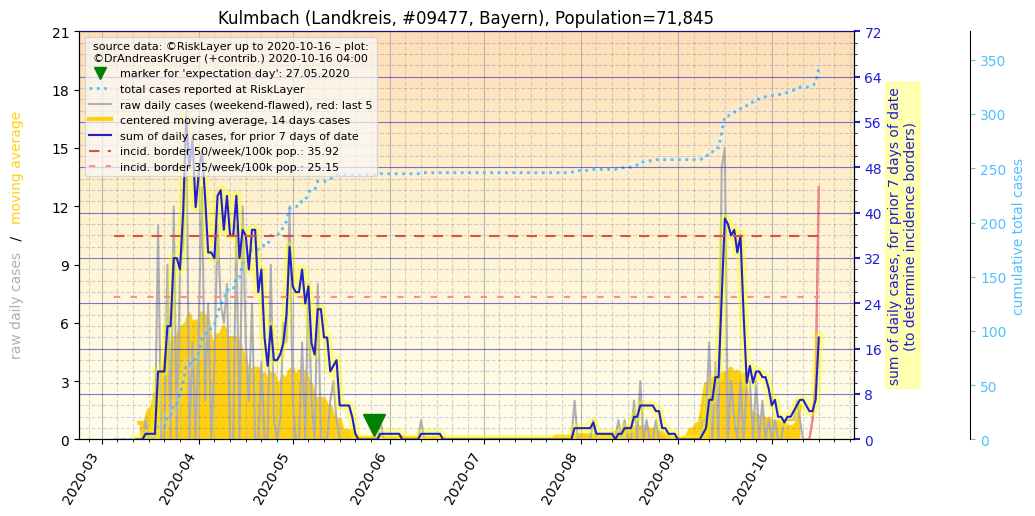 Kulmbach (Landkreis, #09477, Bayern), Population=71,845
source data: ©RiskLayer up to 2020-10-16 – plot:
©DrAndreasKruger (+contrib.) 2020-10-16 04:00
marker for 'expectation day': 27.05.2020
total cases reported at RiskLayer
raw daily cases (weekend-flawed), red: last 5
centered moving average, 14 days cases
sum of daily cases, for prior 7 days of date
incid. border 50/week/100k pop.: 35.92
incid. border 35/week/100k pop.: 25.15
raw daily cases / moving average
21
18
15
12
9
6
3
0
2020-03
2020-04
2020-05
2020-06
2020-07
2020-08
2020-09
2020-10
72
64
56
48
40
32
24
16
8
0
sum of daily cases, for prior 7 days of date
(to determine incidence borders)
350
300
250
200
150
100
50
0
cumulative total cases